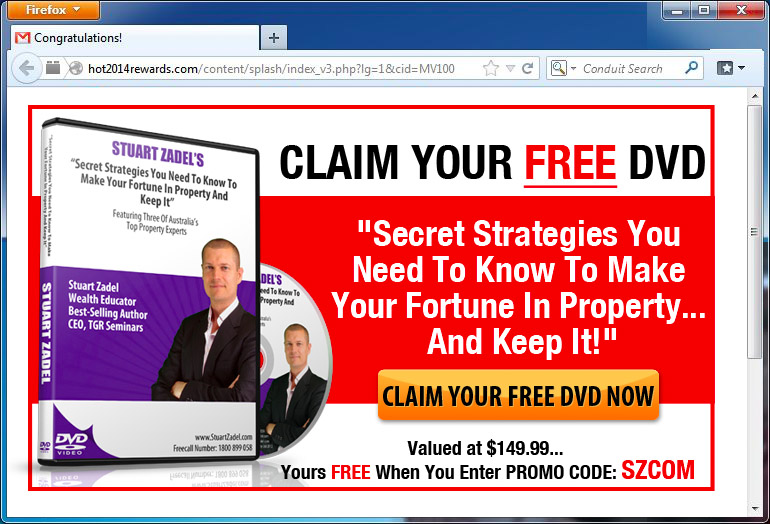 Firefox
Congratulations!
hot2014rewards.com/content/splash/index_v3.php?lg=1&cid=MV100
Conduit Search
CLAIM YOUR FREE DVD
"Secret Strategies You
Need To Know To Make
Your Fortune In Property...
And Keep It!"
CLAIM YOUR FREE DVD NOW
Valued at $149.99...
Yours FREE When You Enter PROMO CODE: SZCOM
STUART ZADEL'S
"Secret Strategies You Need To Know To
Make Your Fortune In Property And
Keep It"
Featuring Three Of Australia's
Top Property Experts
Stuart Zadel
Wealth Educator
Best-Selling Author
CEO, TGR Seminars
www.StuartZadel.com
Freecall Number: 1800 899 058
DVD
VIDEO
STUART ZADEL
DVD
ZADEL'S